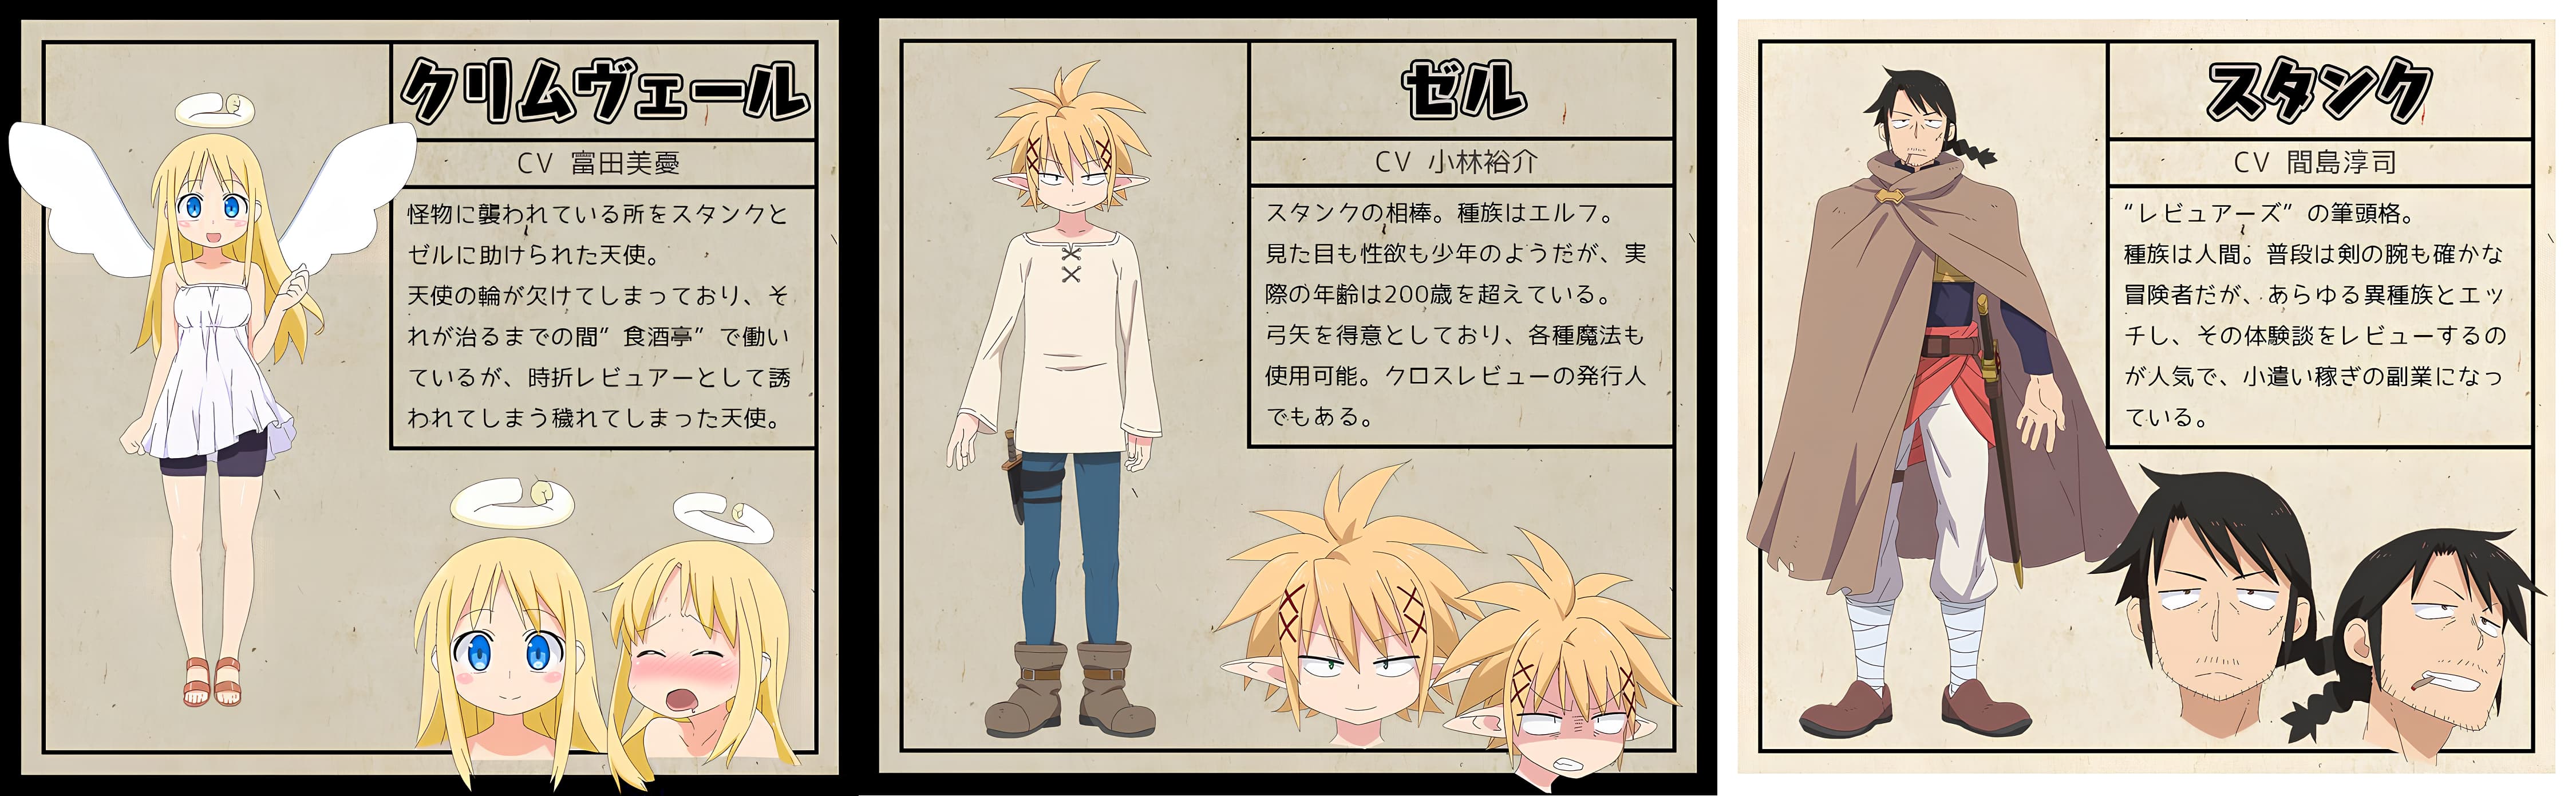 クリムヴェール
CV 富田美憂
怪物に襲われている所をスタンクと
ゼルに助けられた天使。
天使の輪が欠けてしまっており、そ
れが治るまでの間”食酒亭”で働い
ているが、時折レビュアーとして誘
われてしまう穢れてしまった天使。
ゼル
CV 小林裕介
スタンクの相棒。種族はエルフ。
見た目も性欲も少年のようだが、実
際の年齢は200歳を超えている。
弓矢を得意としており、各種魔法も
使用可能。クロスレビューの発行人
でもある。
スタンク
CV 間島淳司
“レビュアーズ”の筆頭格。
種族は人間。普段は剣の腕も確かな
冒険者だが、あらゆる異種族とエッ
チし、その体験談をレビューするの
が人気で、小遣い稼ぎの副業になっ
ている。